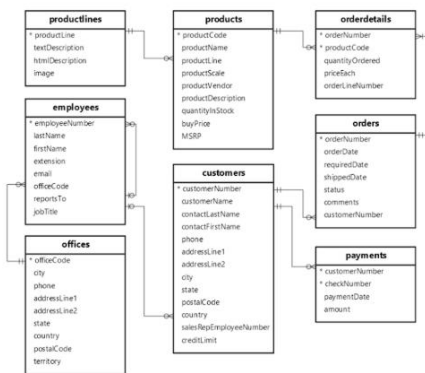 productlines
* productLine
textDescription
htmlDescription
image
products
* productCode
productName
productLine
productScale
productVendor
productDescription
quantityInStock
buyPrice
MSRP
orderdetails
* orderNumber
* productCode
quantityOrdered
priceEach
orderLineNumber
employees
* employeeNumber
lastName
firstName
extension
email
officeCode
reportsTo
jobTitle
customers
* customerNumber
customerName
contactLastName
contactFirstName
phone
addressLine1
addressLine2
city
state
postalCode
country
salesRepEmployeeNumber
creditLimit
orders
* orderNumber
orderDate
requiredDate
shippedDate
status
comments
customerNumber
offices
* officeCode
city
phone
addressLine1
addressLine2
state
country
postalCode
territory
payments
* customerNumber
* checkNumber
paymentDate
amount